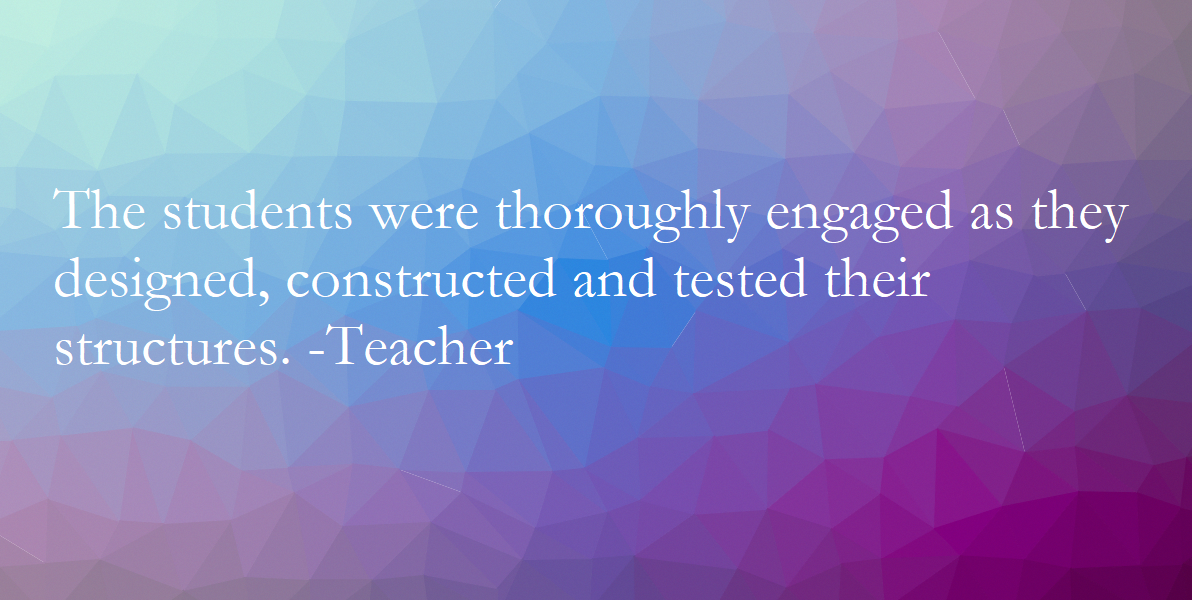 The students were thoroughly engaged as they
designed, constructed and tested their
structures. -Teacher